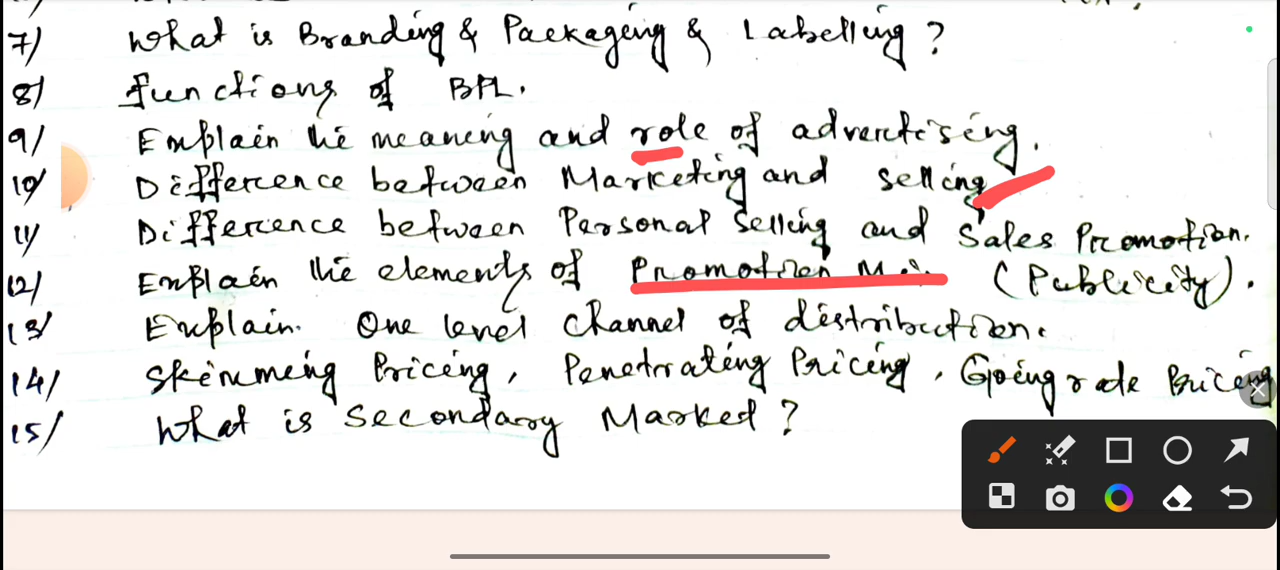 7/ What is Branding & Packageing & Labelling ?
8/ functions of BPL.
9/ Explain the meaning and role of advertising.
10/ Difference between Marketing and selling
11/ Difference between Personal Selling and Sales Promotion.
12/ Explain the elements of Promotion (Publicity).
13/ Explain. One level channel of distribution.
14/ Skimming Pricing, Penetrating Pricing, Going rate Pricing
15/ What is Secondary Market ?